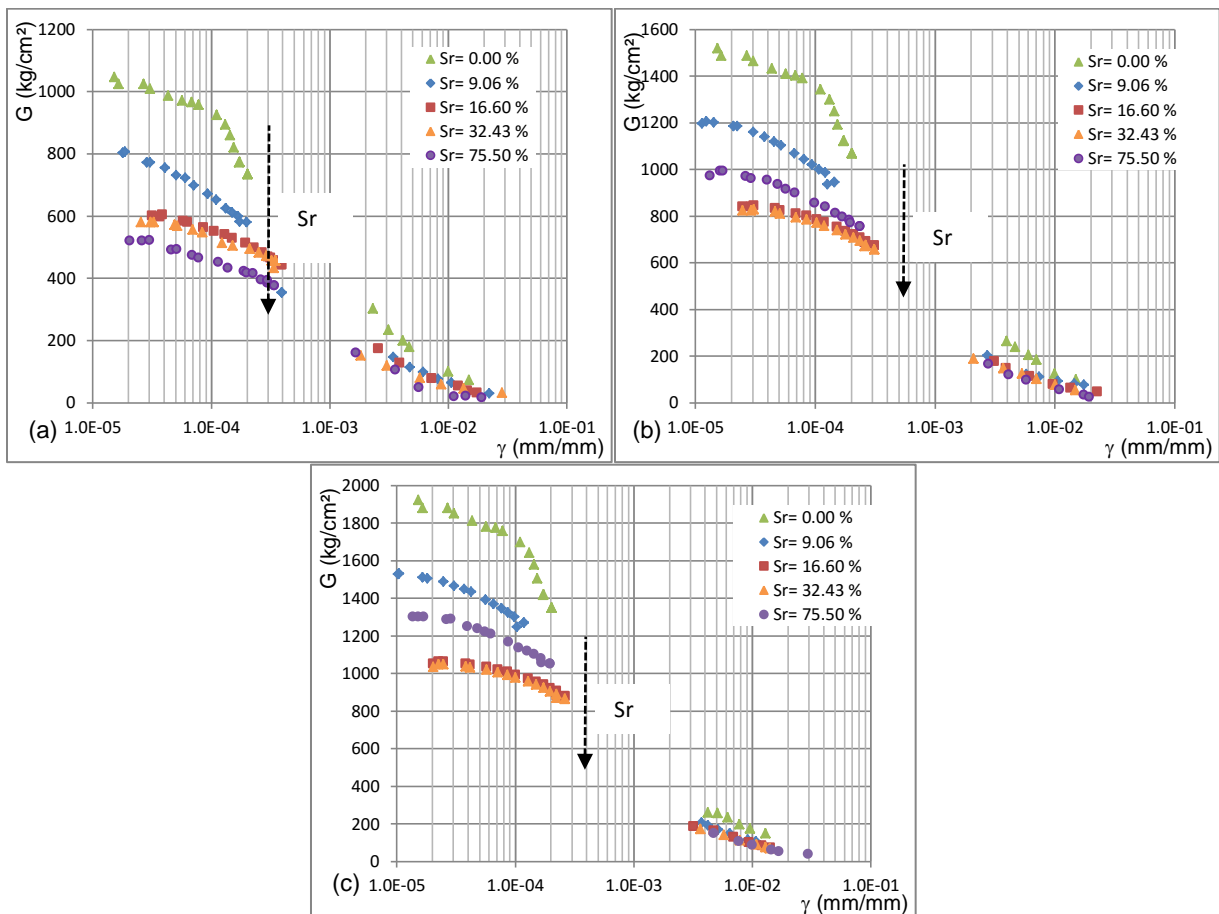 G (kg/cm²)
1200
1000
800
600
400
200
0
1.0E-05 1.0E-04 1.0E-03 1.0E-02 1.0E-01
γ (mm/mm)
Sr= 0.00 %
Sr= 9.06 %
Sr= 16.60 %
Sr= 32.43 %
Sr= 75.50 %
Sr
(a)
G (kg/cm²)
1600
1400
1200
1000
800
600
400
200
0
1.0E-05 1.0E-04 1.0E-03 1.0E-02 1.0E-01
γ (mm/mm)
Sr= 0.00 %
Sr= 9.06 %
Sr= 16.60 %
Sr= 32.43 %
Sr= 75.50 %
Sr
(b)
G (kg/cm²)
2000
1800
1600
1400
1200
1000
800
600
400
200
0
1.0E-05 1.0E-04 1.0E-03 1.0E-02 1.0E-01
γ (mm/mm)
Sr= 0.00 %
Sr= 9.06 %
Sr= 16.60 %
Sr= 32.43 %
Sr= 75.50 %
Sr
(c)